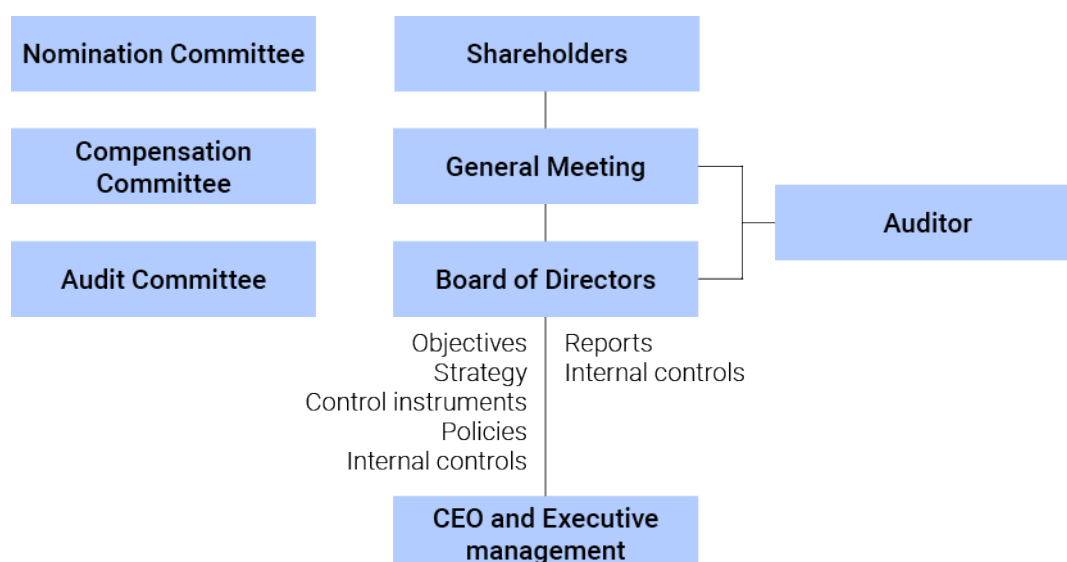 Nomination Committee
Shareholders
Compensation
Committee
General Meeting
Auditor
Audit Committee
Board of Directors
Objectives
Strategy
Control instruments
Policies
Internal controls
Reports
Internal controls
CEO and Executive
management